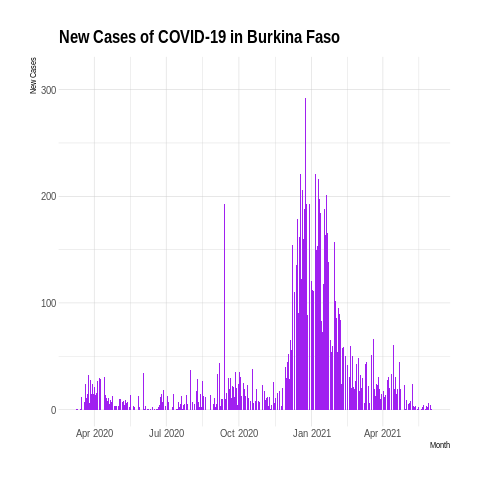 New Cases of COVID-19 in Burkina Faso
New Cases
300
200
100
0
Apr 2020 Jul 2020 Oct 2020 Jan 2021 Apr 2021
Month